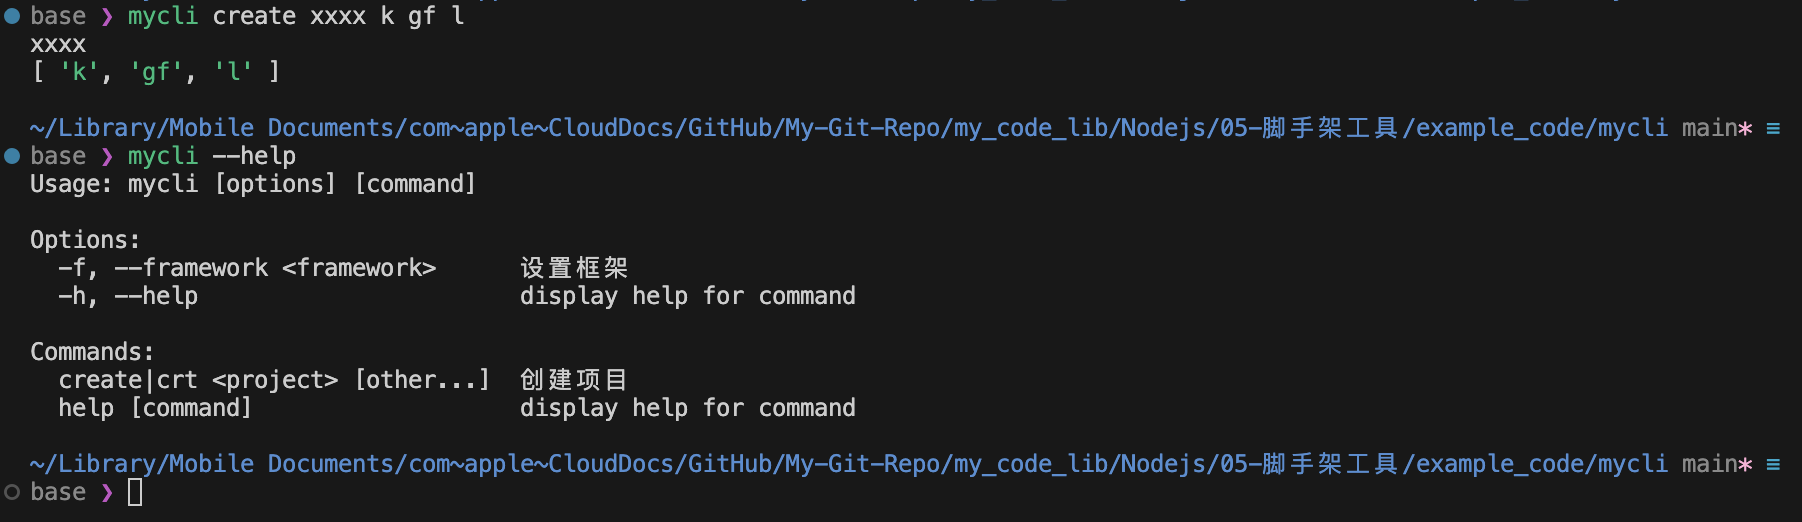 base ❯ mycli create xxxx k gf l
xxxx
[ 'k', 'gf', 'l' ]
~/Library/Mobile Documents/com~apple~CloudDocs/GitHub/My-Git-Repo/my_code_lib/Nodejs/05-脚手架工具/example_code/mycli main* ≡
base ❯ mycli --help
Usage: mycli [options] [command]
Options:
-f, --framework <framework> 设置框架
-h, --help display help for command
Commands:
create|crt <project> [other...] 创建项目
help [command] display help for command
~/Library/Mobile Documents/com~apple~CloudDocs/GitHub/My-Git-Repo/my_code_lib/Nodejs/05-脚手架工具/example_code/mycli main* ≡
base ❯